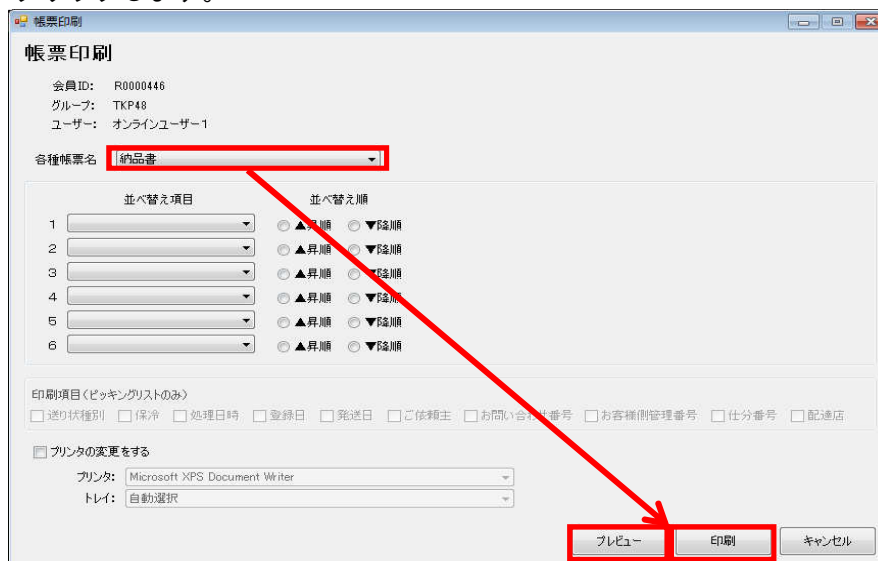 クリックします。
帳票印刷
帳票印刷
会員ID: R0000446
グループ: TKP48
ユーザー: オンラインユーザー1
各種帳票名 納品書
並べ替え項目 並べ替え順
1 ▲昇順 ▼降順
2 ▲昇順 ▼降順
3 ▲昇順 ▼降順
4 ▲昇順 ▼降順
5 ▲昇順 ▼降順
6 ▲昇順 ▼降順
印刷項目(ピッキングリストのみ)
送り状種別 保冷 処理日時 登録日 発送日 ご依頼主 お問い合わせ番号 お客様側管理番号 仕分番号 配達店
プリンタの変更をする
プリンタ: Microsoft XPS Document Writer
トレイ: 自動選択
プレビュー 印刷 キャンセル